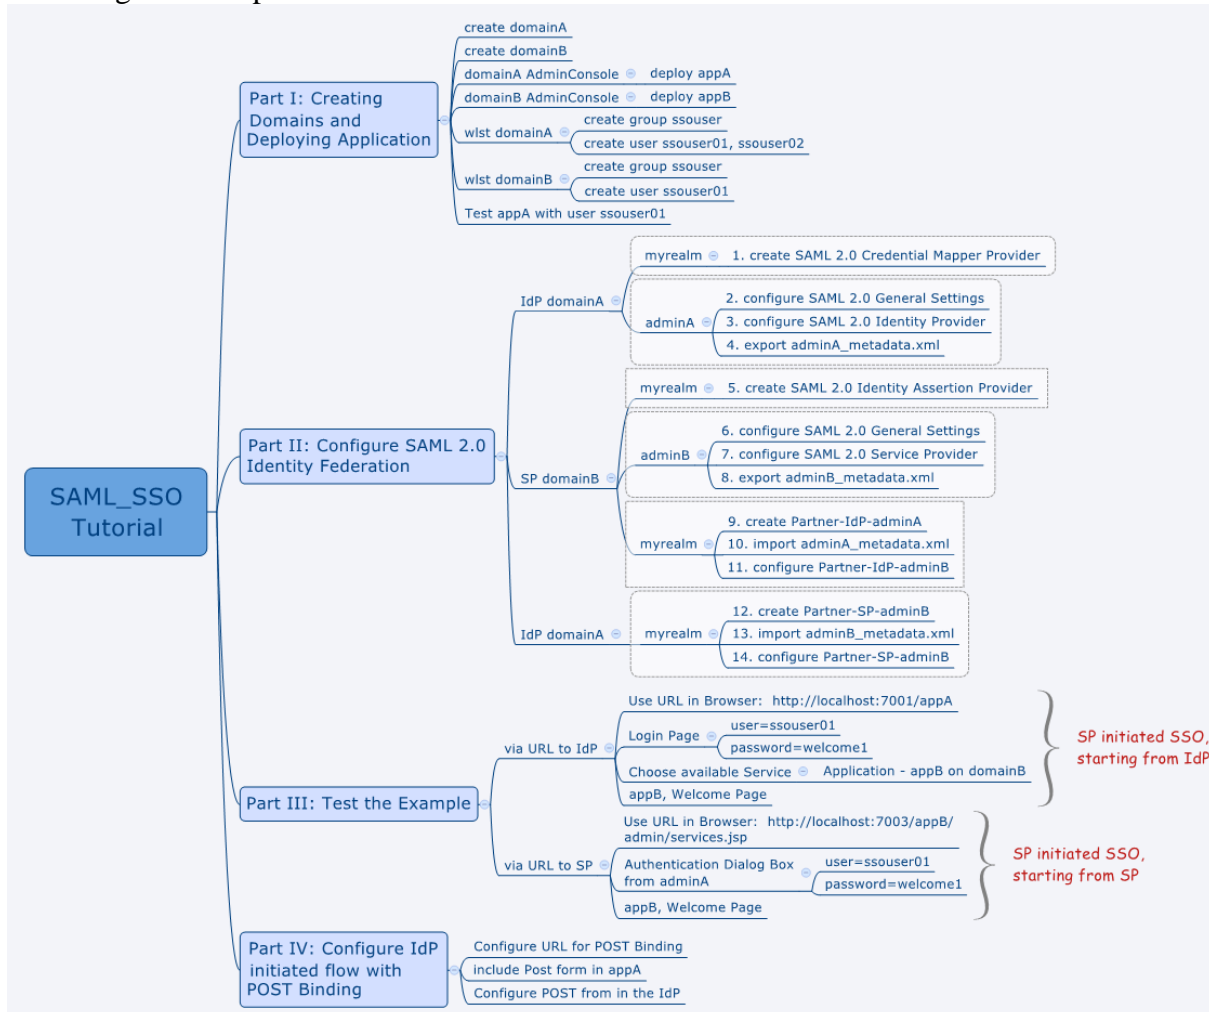 SAML_SSO
Tutorial
Part I: Creating
Domains and
Deploying Application
create domainA
create domainB
domainA AdminConsole deploy appA
domainB AdminConsole deploy appB
wlst domainA
create group ssouser
create user ssouser01, ssouser02
wlst domainB
create group ssouser
create user ssouser01
Test appA with user ssouser01
Part II: Configure SAML 2.0
Identity Federation
IdP domainA
myrealm 1. create SAML 2.0 Credential Mapper Provider
adminA
2. configure SAML 2.0 General Settings
3. configure SAML 2.0 Identity Provider
4. export adminA_metadata.xml
SP domainB
myrealm 5. create SAML 2.0 Identity Assertion Provider
adminB
6. configure SAML 2.0 General Settings
7. configure SAML 2.0 Service Provider
8. export adminB_metadata.xml
myrealm
9. create Partner-IdP-adminA
10. import adminA_metadata.xml
11. configure Partner-IdP-adminB
IdP domainA
myrealm
12. create Partner-SP-adminB
13. import adminB_metadata.xml
14. configure Partner-SP-adminB
Part III: Test the Example
via URL to IdP
Use URL in Browser: http://localhost:7001/appA
Login Page
user=ssouser01
password=welcome1
Choose available Service Application - appB on domainB
appB, Welcome Page
SP initiated SSO,
starting from IdP
via URL to SP
Use URL in Browser: http://localhost:7003/appB/
admin/services.jsp
Authentication Dialog Box
from adminA
user=ssouser01
password=welcome1
appB, Welcome Page
SP initiated SSO,
starting from SP
Part IV: Configure IdP
initiated flow with
POST Binding
Configure URL for POST Binding
include Post form in appA
Configure POST from in the IdP